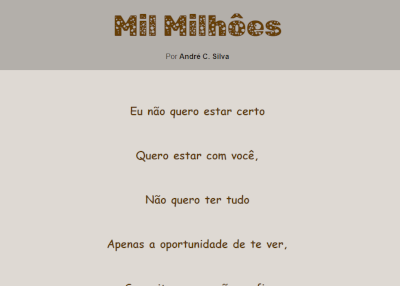 Mil Milhões
Por André C. Silva
Eu não quero estar certo
Quero estar com você,
Não quero ter tudo
Apenas a oportunidade de te ver,